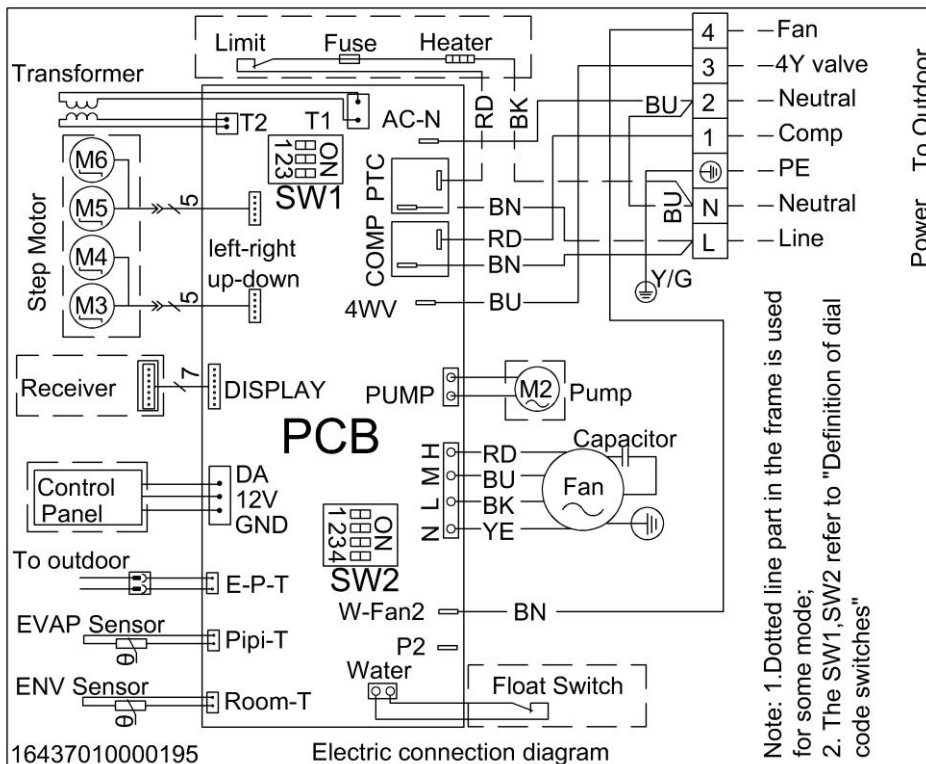 Limit Fuse Heater
Transformer
T2
T1
AC-N
RD
BK
4 Fan
3 4Y valve
BU 2 Neutral
1 Comp
PE
BU N Neutral
L Line
To Outdoor
Power
Y/G
M6
M5
M4
M3
Step Motor
5
5
123
ON
SW1
PTC
BN
COMP
RD
BN
left-right
up-down
4WV
BU
Receiver
7
DISPLAY
PUMP
M2
Pump
PCB
Control
Panel
DA
12V
GND
H
M
L
N
RD
BU
BK
YE
Fan
Capacitor
1234
ON
SW2
To outdoor
E-P-T
W-Fan2
BN
EVAP Sensor
θ
Pipi-T
P2
ENV Sensor
θ
Room-T
Water
Float Switch
16437010000195
Electric connection diagram
Note: 1.Dotted line part in the frame is used
for some mode;
2. The SW1,SW2 refer to "Definition of dial
code switches"